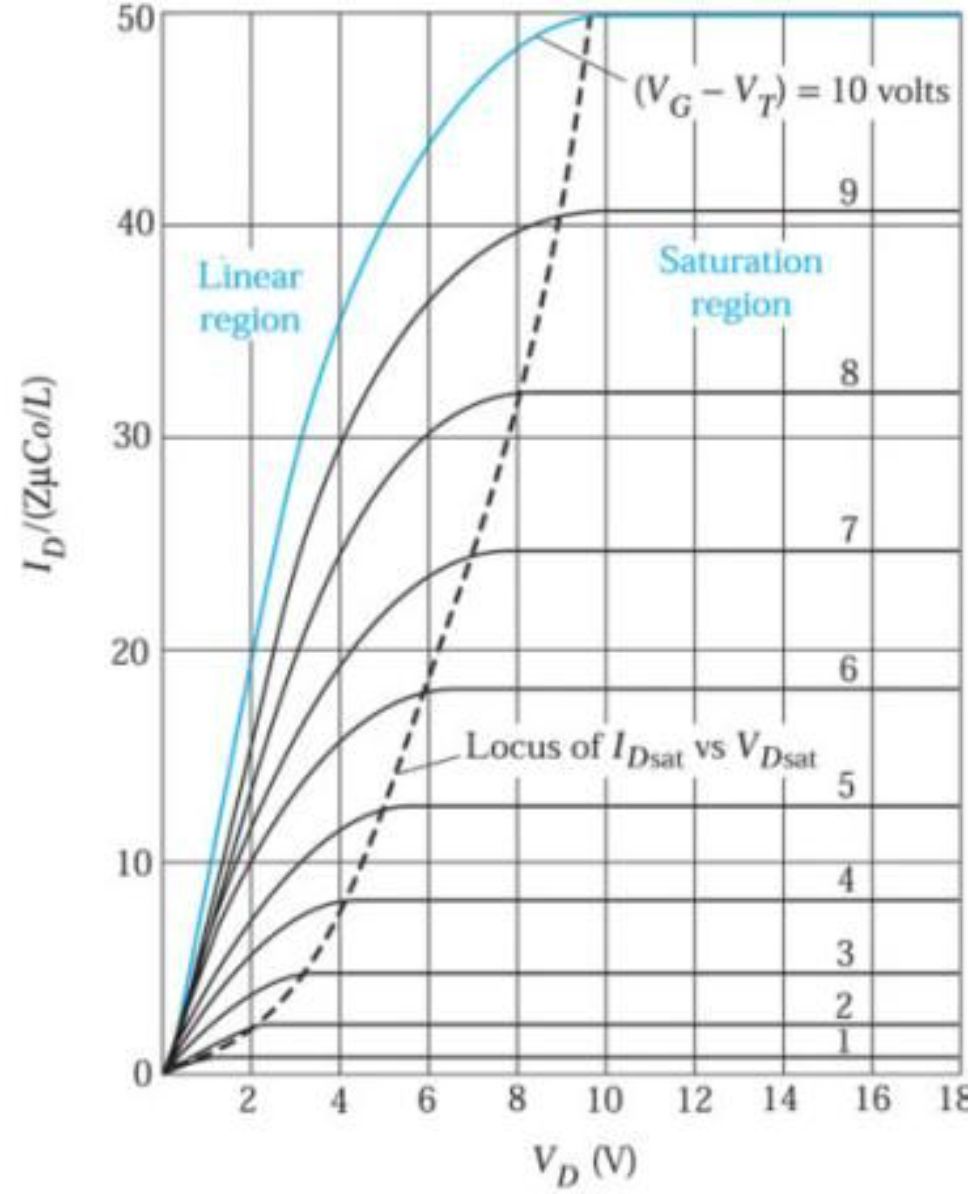 50
(V_G – V_T) = 10 volts
9
40
Linear
region
Saturation
region
8
30
I_D/(ZμCo/L)
7
20
6
Locus of I_Dsat vs V_Dsat
5
10
4
3
2
1
0
2 4 6 8 10 12 14 16 18
V_D (V)